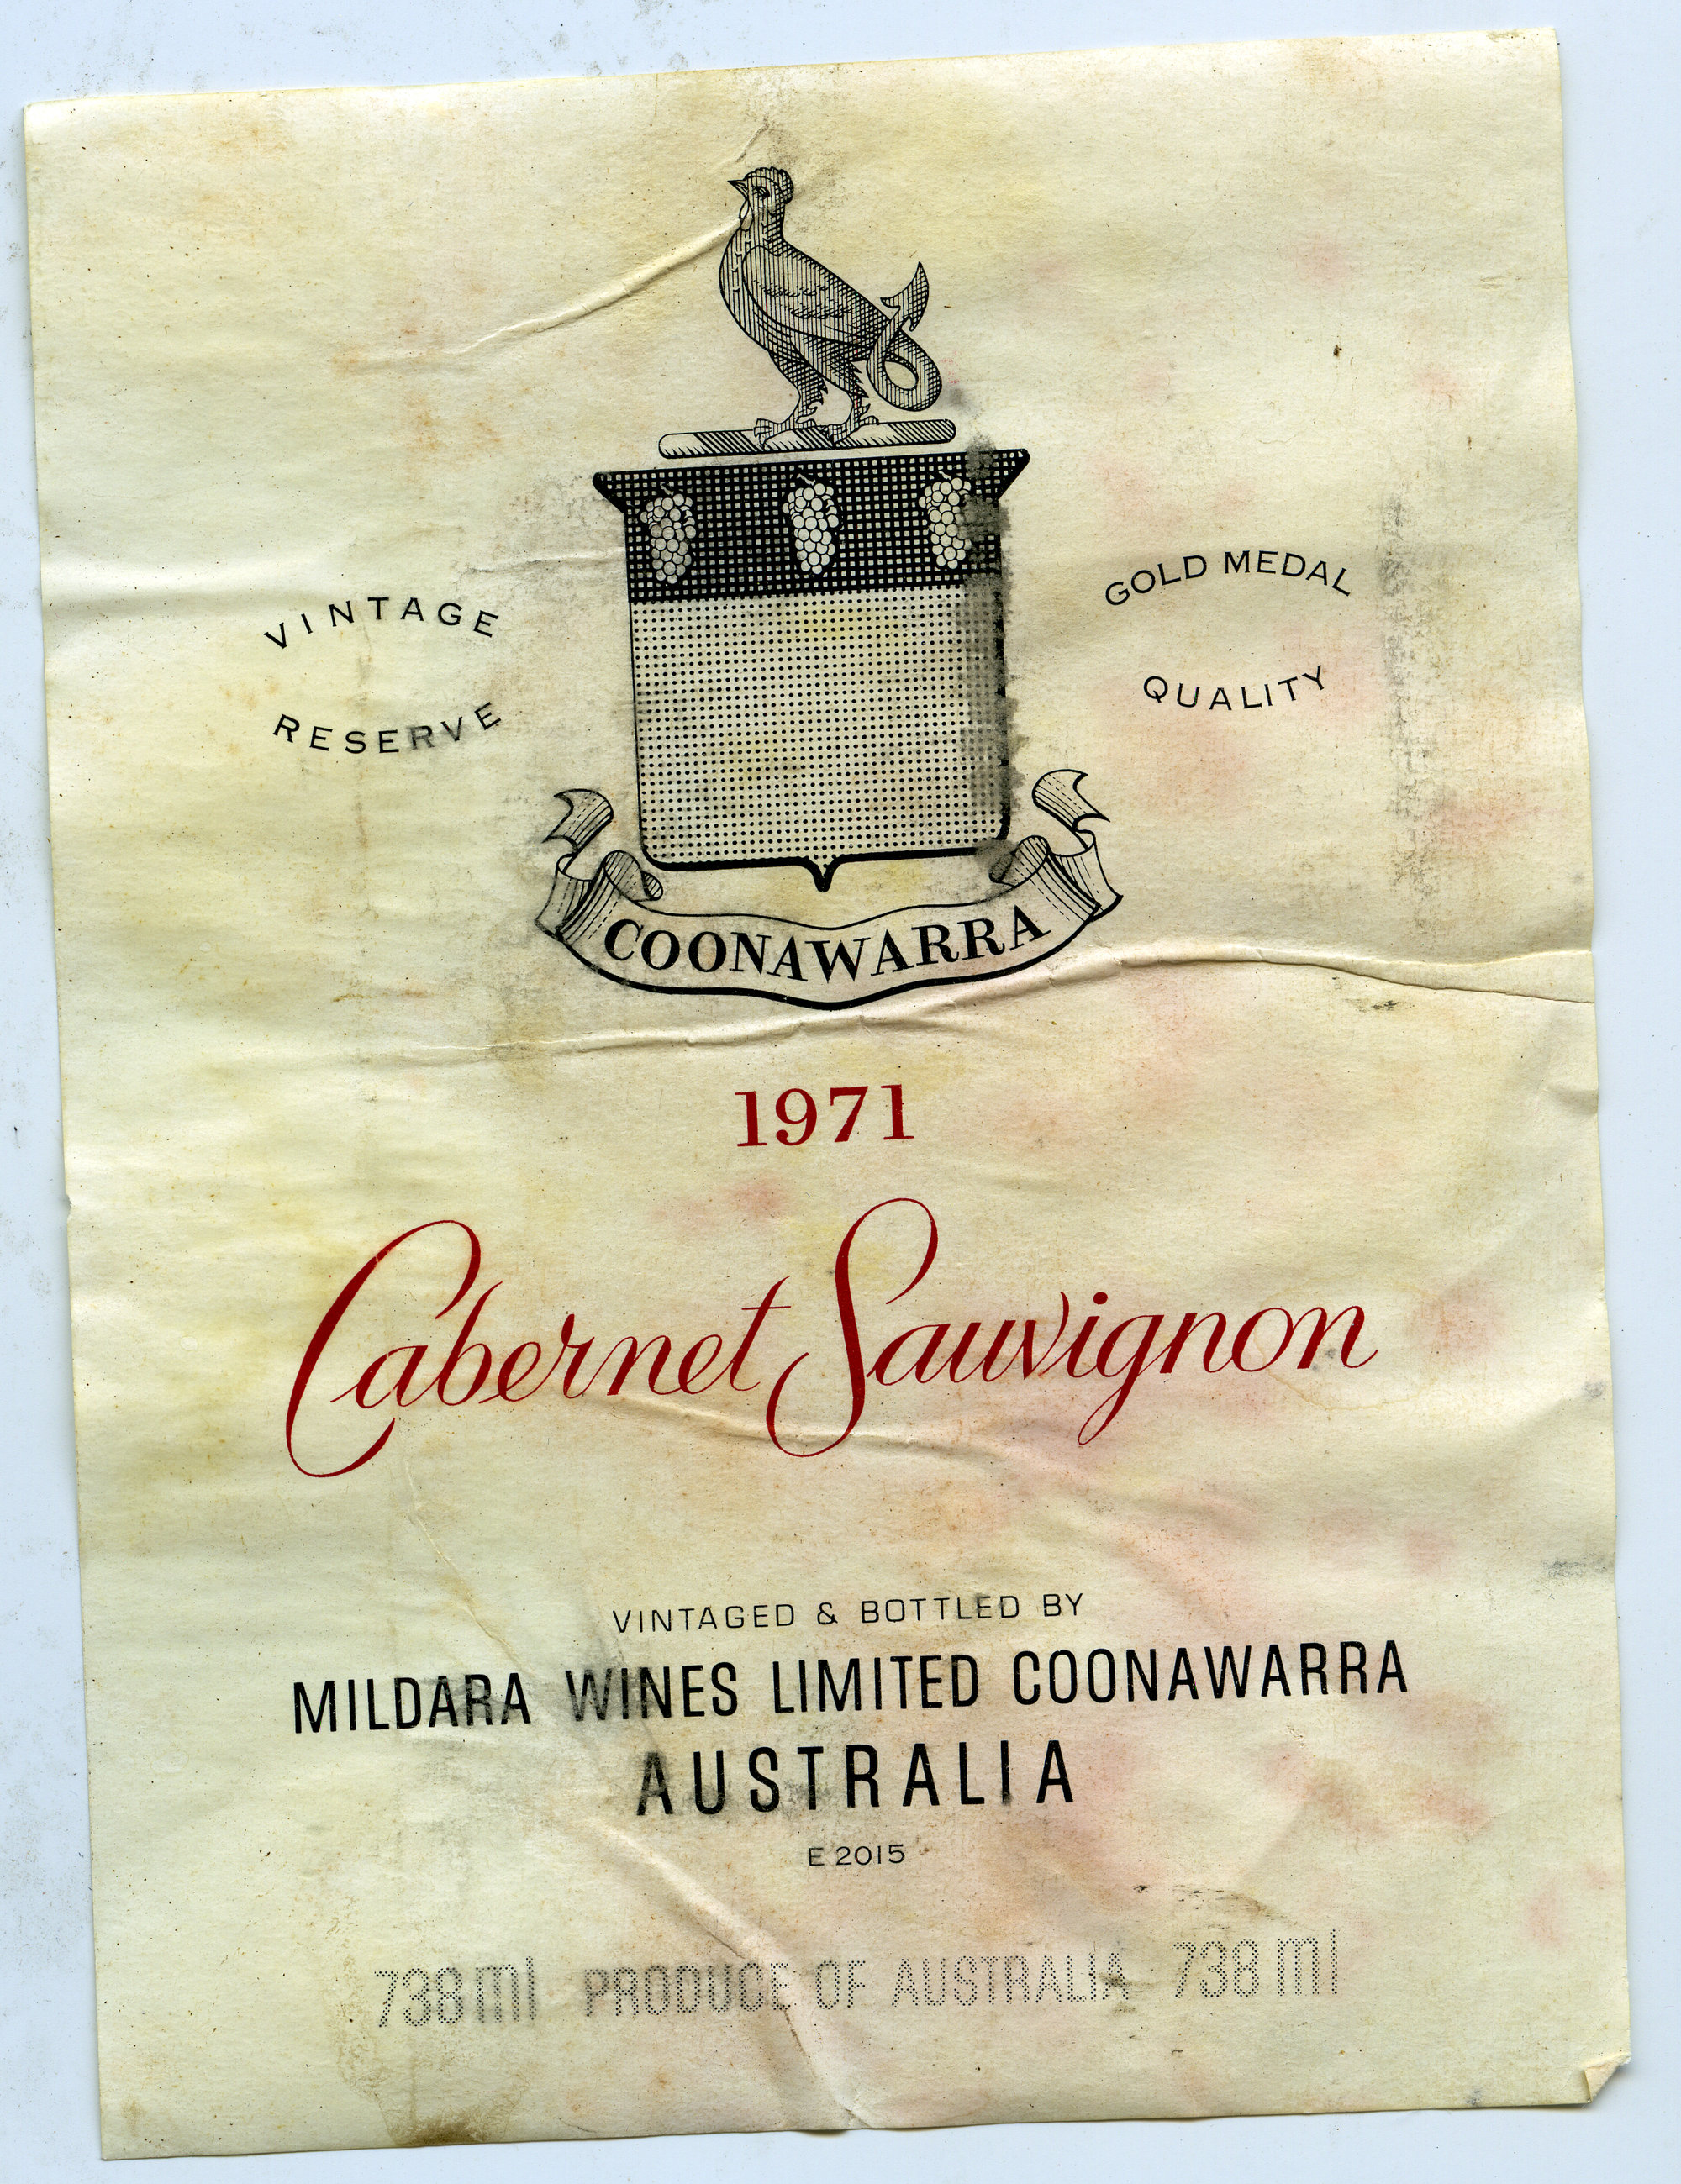 VINTAGE
RESERVE
GOLD MEDAL
QUALITY
COONAWARRA
1971
Cabernet Sauvignon
VINTAGED & BOTTLED BY
MILDARA WINES LIMITED COONAWARRA
AUSTRALIA
E 2015
738 ml PRODUCE OF AUSTRALIA 738 ml